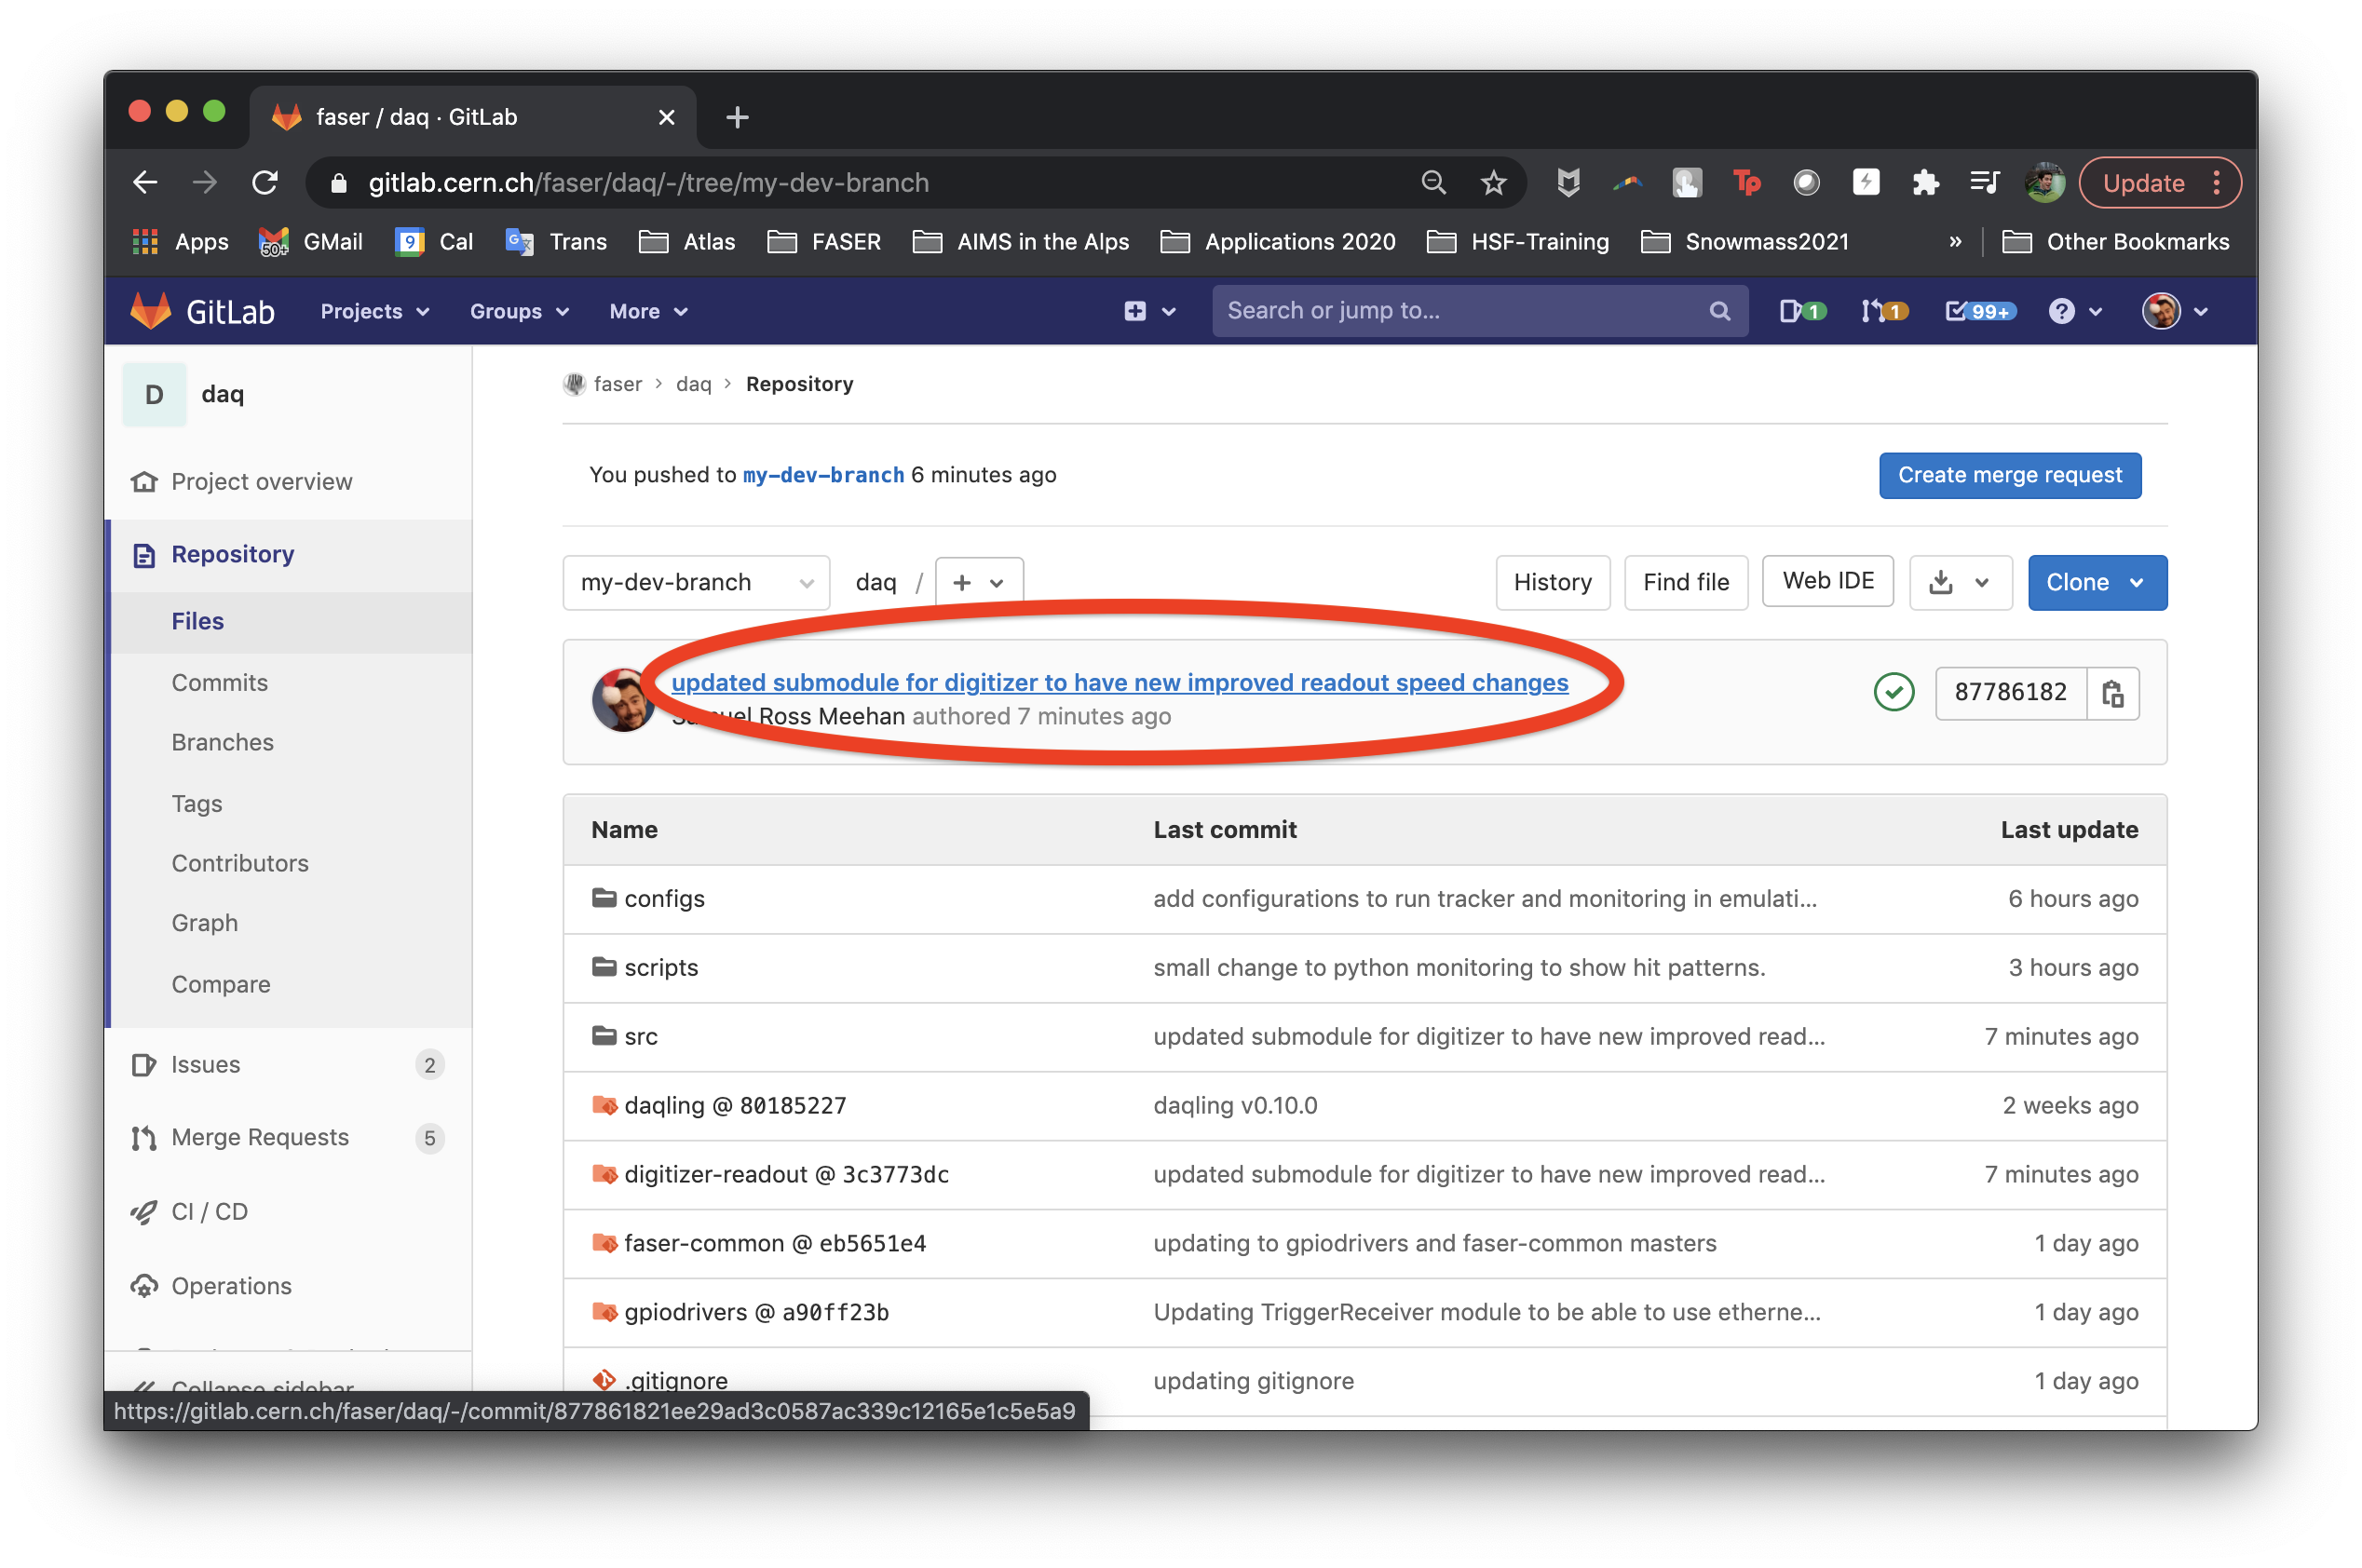 faser / daq · GitLab
gitlab.cern.ch/faser/daq/-/tree/my-dev-branch
Tp
Update
Apps
50+
GMail
9
Cal
Trans
Atlas
FASER
AIMS in the Alps
Applications 2020
HSF-Training
Snowmass2021
»
Other Bookmarks
GitLab
Projects
Groups
More
Search or jump to...
1
1
99+
D
daq
faser > daq > Repository
Project overview
You pushed to my-dev-branch 6 minutes ago
Create merge request
Repository
my-dev-branch
daq / +
History
Find file
Web IDE
Clone
Files
updated submodule for digitizer to have new improved readout speed changes
Ross Meehan authored 7 minutes ago
87786182
Commits
Branches
Tags
Contributors
Graph
Compare
Name Last commit Last update
configs add configurations to run tracker and monitoring in emulati... 6 hours ago
scripts small change to python monitoring to show hit patterns. 3 hours ago
src updated submodule for digitizer to have new improved read... 7 minutes ago
daqling @ 80185227 daqling v0.10.0 2 weeks ago
digitizer-readout @ 3c3773dc updated submodule for digitizer to have new improved read... 7 minutes ago
faser-common @ eb5651e4 updating to gpiodrivers and faser-common masters 1 day ago
gpiodrivers @ a90ff23b Updating TriggerReceiver module to be able to use etherne... 1 day ago
.gitignore updating gitignore 1 day ago
Issues 2
Merge Requests 5
CI / CD
Operations
Collapse sidebar
https://gitlab.cern.ch/faser/daq/-/commit/877861821ee29ad3c0587ac339c12165e1c5e5a9